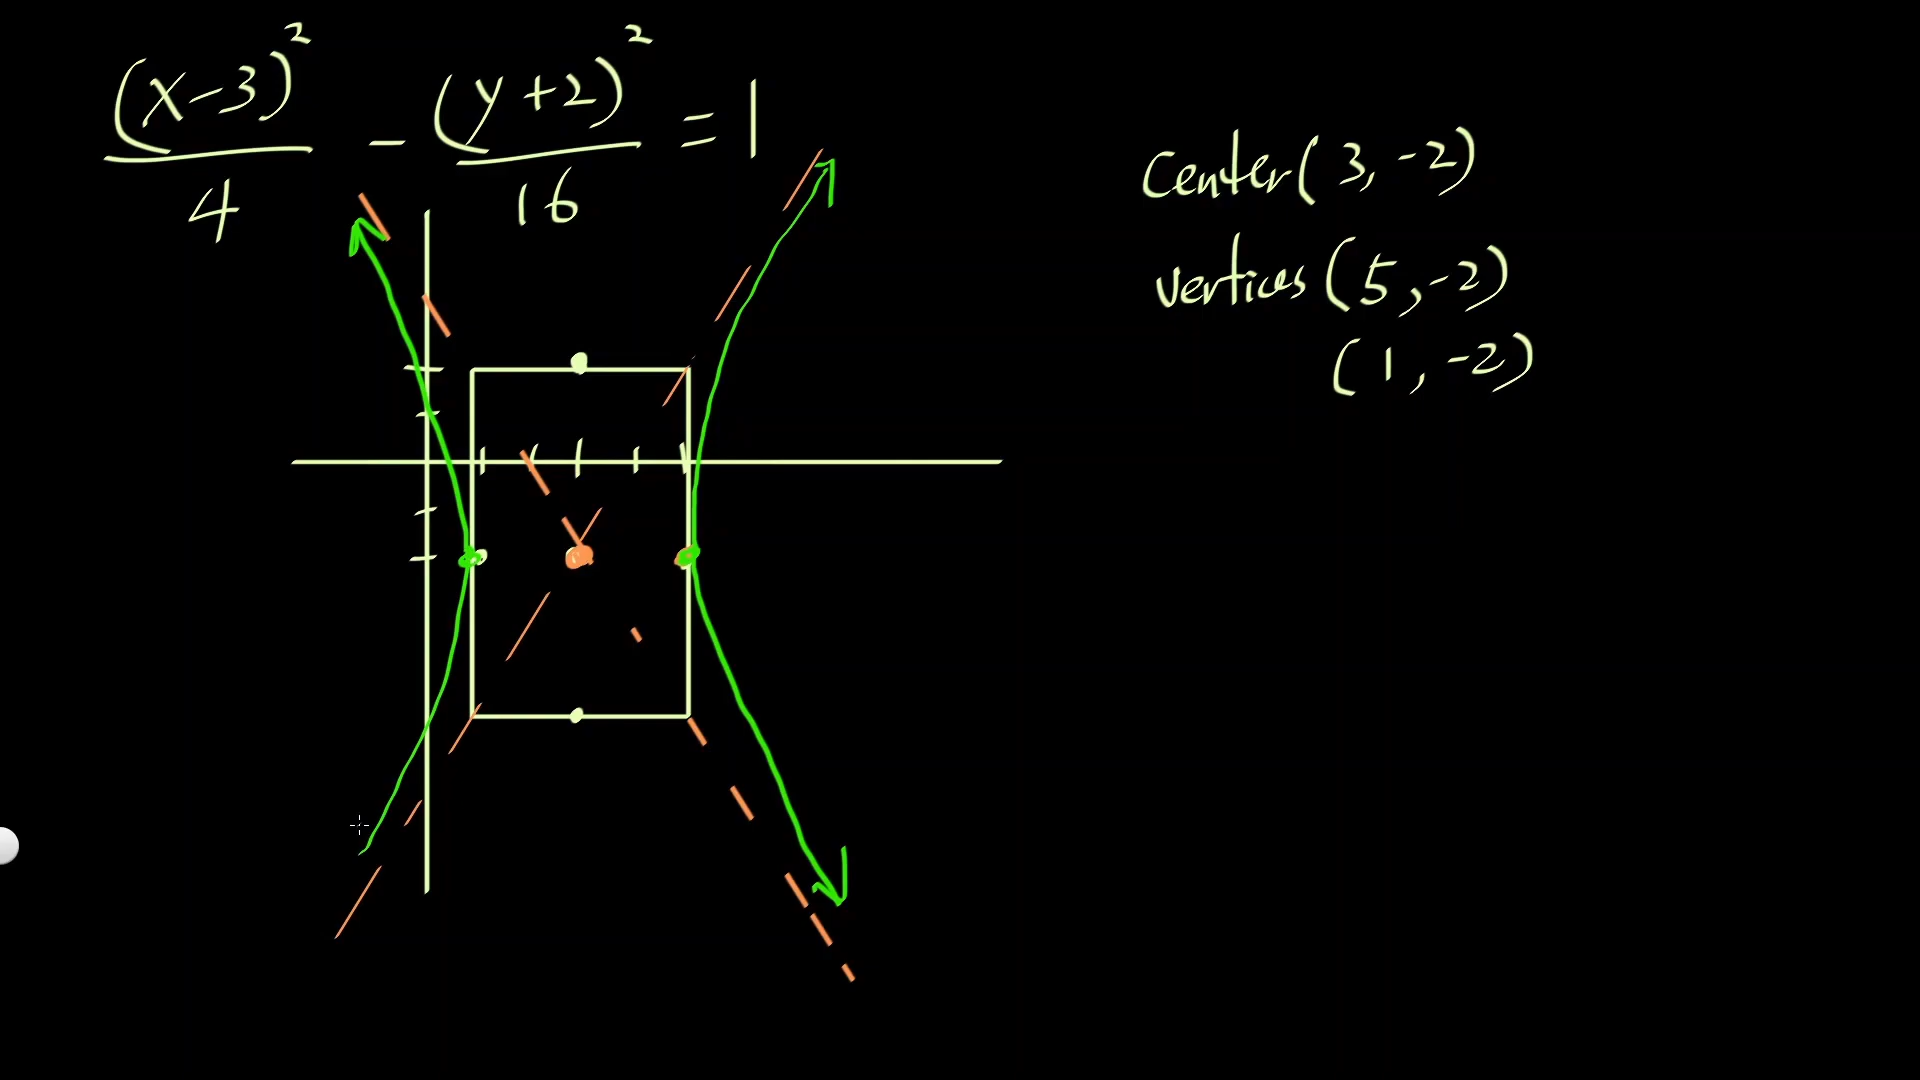 (x-3)²/4 - (y+2)²/16 = 1
Center (3, -2)
vertices (5, -2)
(1, -2)